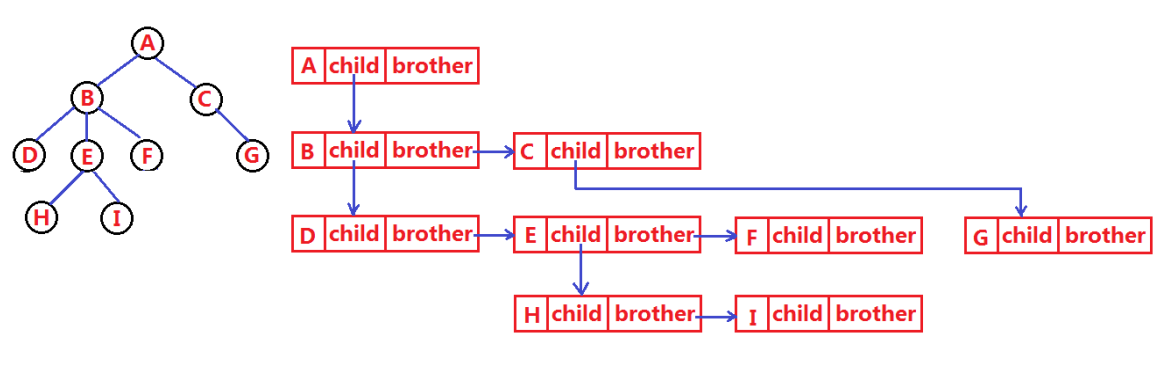 A
B
C
D
E
F
G
H
I
A child brother
B child brother
C child brother
D child brother
E child brother
F child brother
G child brother
H child brother
I child brother